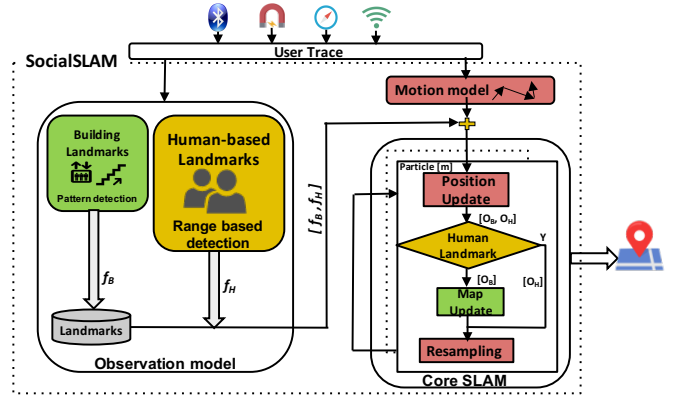 User Trace
SocialSLAM
Motion model
Building
Landmarks
Pattern detection
Human-based
Landmarks
Range based
detection
f_B
f_H
Landmarks
Observation model
[ f_B , f_H ]
Particle [m]
Position
Update
[O_B, O_H]
Human
Landmark
Y
[O_B]
[O_H]
Map
Update
Resampling
Core SLAM